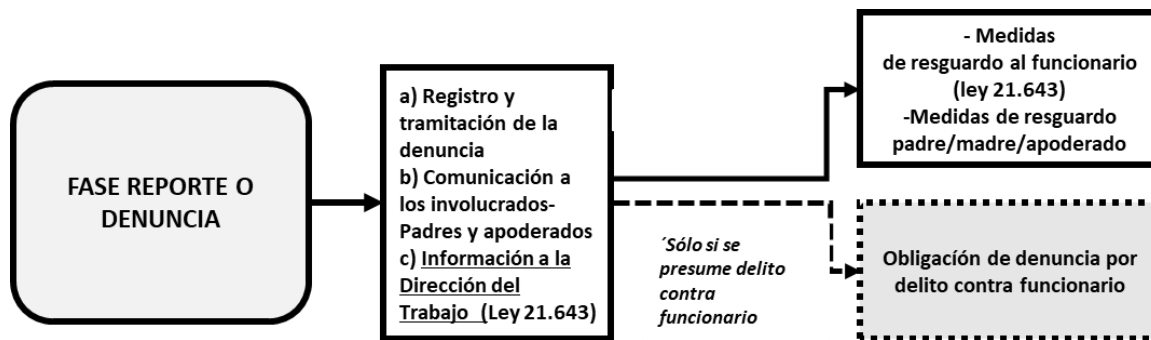 FASE REPORTE O
DENUNCIA
a) Registro y
tramitación de la
denuncia
b) Comunicación a
los involucrados-
Padres y apoderados
c) Información a la
Dirección del
Trabajo (Ley 21.643)
- Medidas
de resguardo al funcionario
(ley 21.643)
-Medidas de resguardo
padre/madre/apoderado
´Sólo si se
presume delito
contra
funcionario
Obligacíón de denuncia por
delito contra funcionario